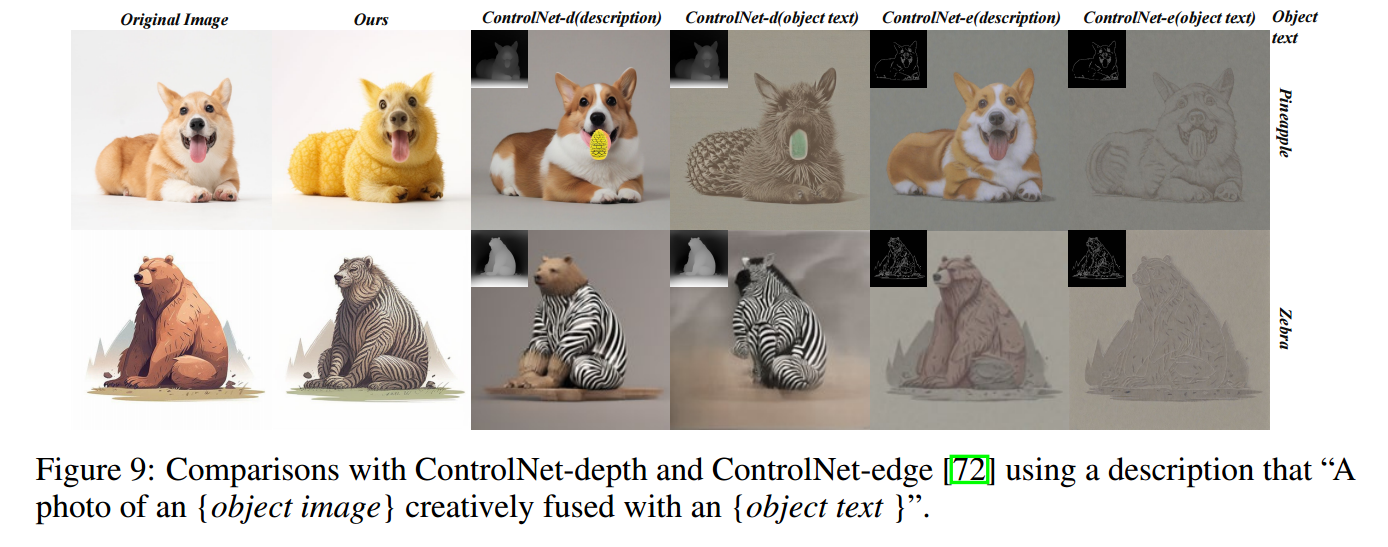 Original Image Ours ControlNet-d(description) ControlNet-d(object text) ControlNet-e(description) ControlNet-e(object text) Object
text
Pineapple
Zebra
Figure 9: Comparisons with ControlNet-depth and ControlNet-edge [72] using a description that “A
photo of an {object image} creatively fused with an {object text }”.